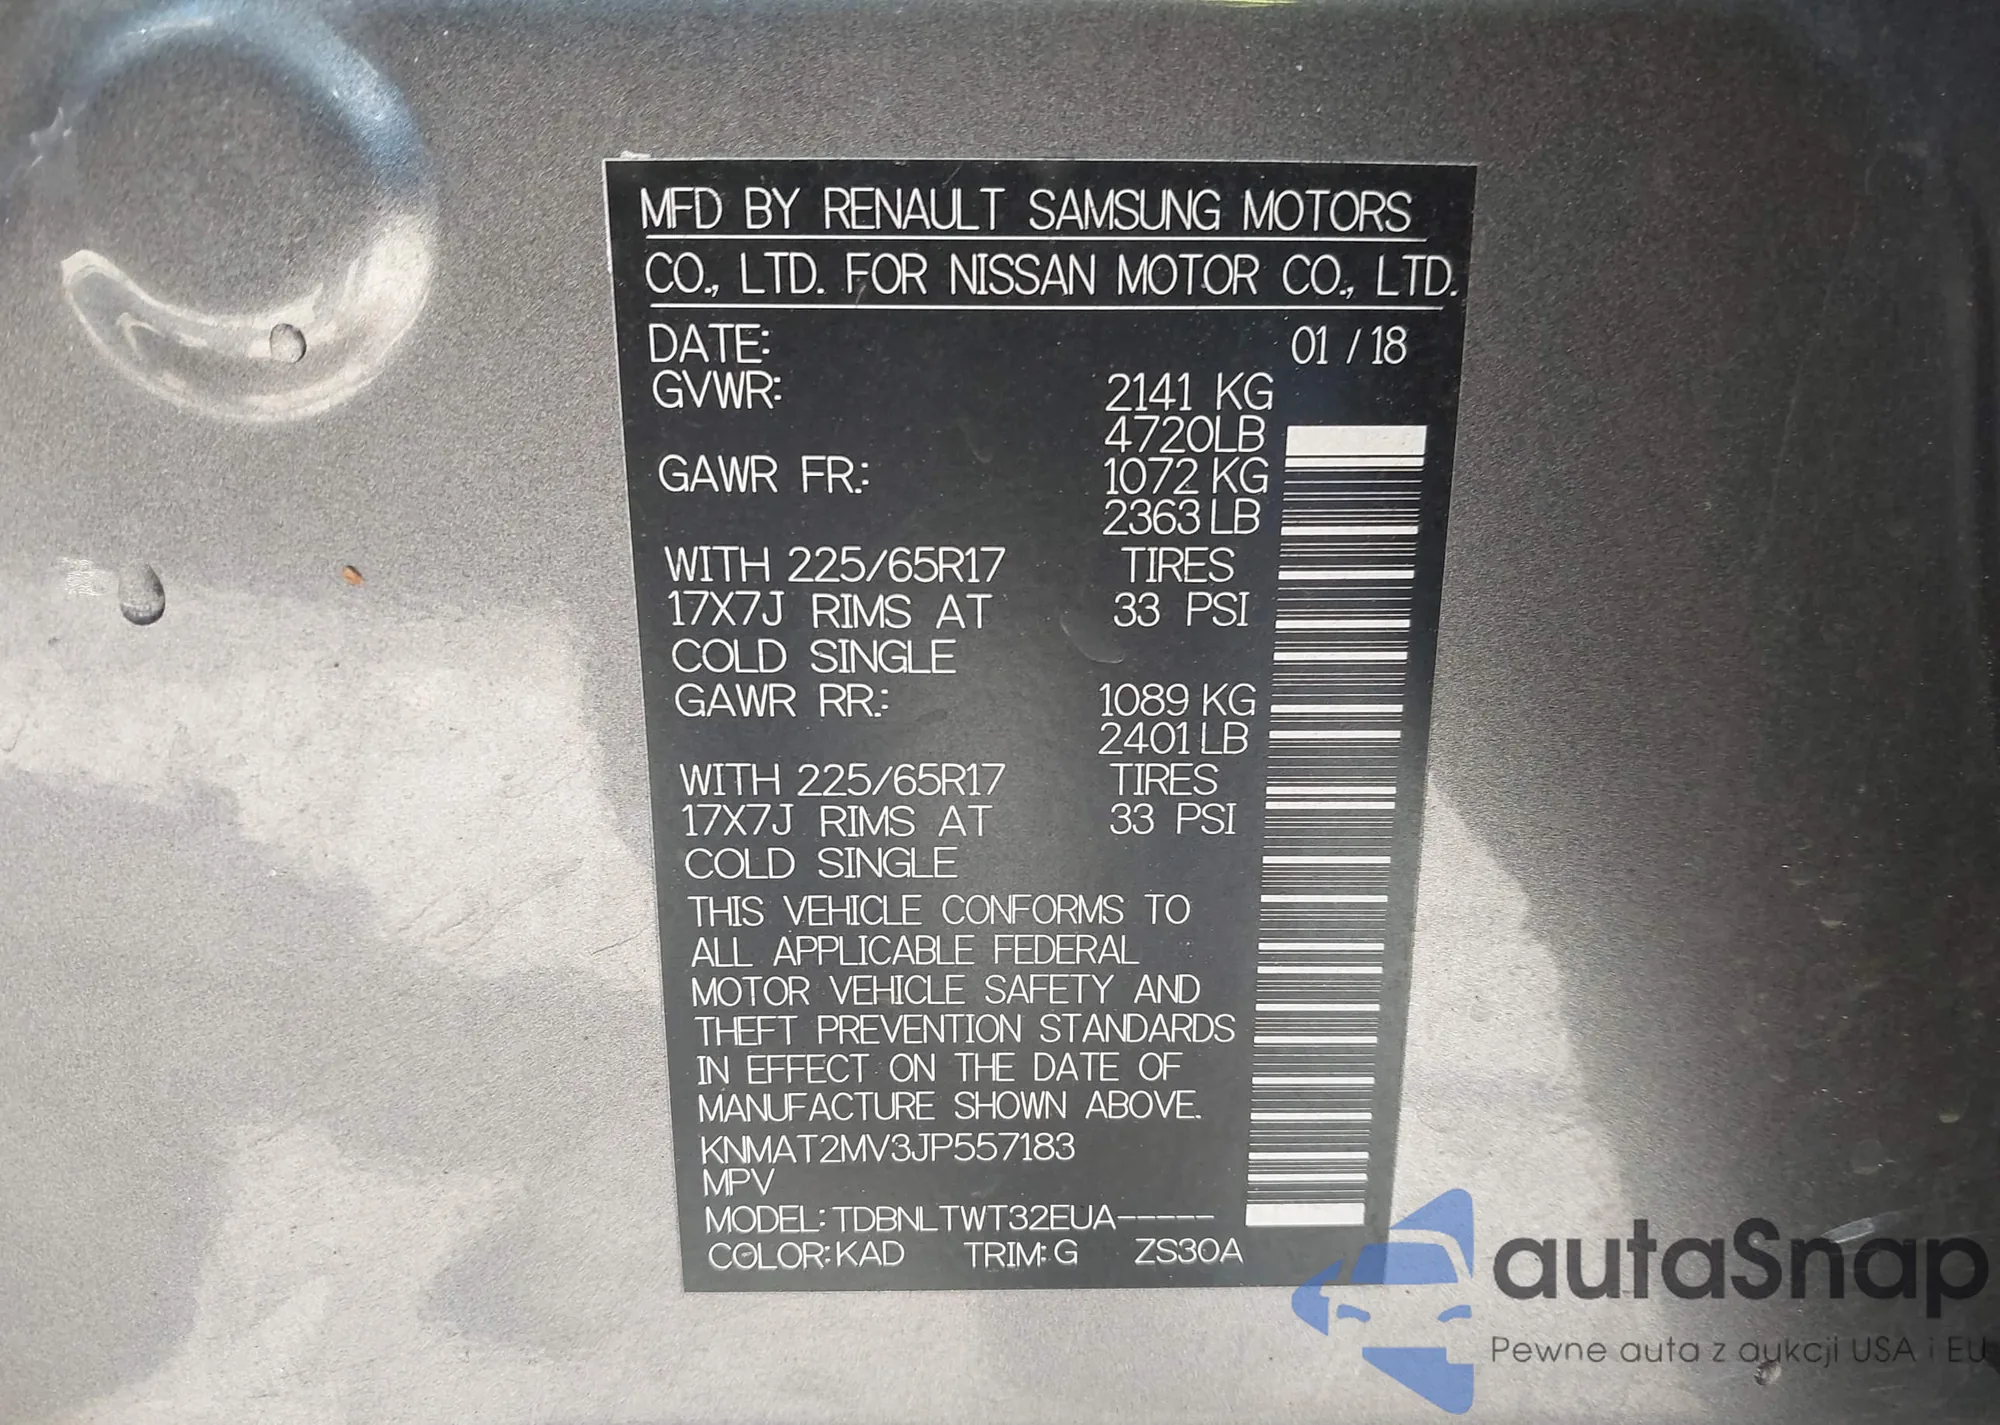 MFD BY RENAULT SAMSUNG MOTORS
CO., LTD. FOR NISSAN MOTOR CO., LTD.
DATE: 01 / 18
GVWR: 2141 KG
4720LB
GAWR FR.: 1072 KG
2363 LB
WITH 225/65R17 TIRES
17X7J RIMS AT 33 PSI
COLD SINGLE
GAWR RR.: 1089 KG
2401 LB
WITH 225/65R17 TIRES
17X7J RIMS AT 33 PSI
COLD SINGLE
THIS VEHICLE CONFORMS TO
ALL APPLICABLE FEDERAL
MOTOR VEHICLE SAFETY AND
THEFT PREVENTION STANDARDS
IN EFFECT ON THE DATE OF
MANUFACTURE SHOWN ABOVE.
KNMAT2MV3JP557183
MPV
MODEL: TDBNLTWT32EUA-----
COLOR: KAD TRIM: G ZS30A
autaSnap
Pewne auta z aukcji USA i EU